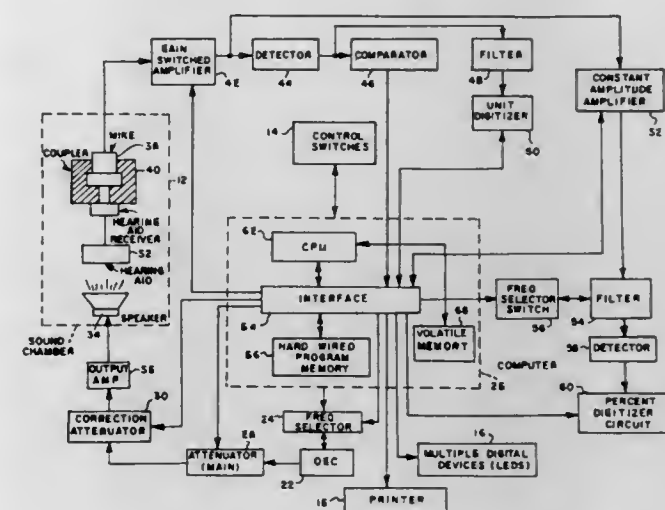 GAIN
SWITCHED
AMPLIFIER
42
DETECTOR
44
COMPARATOR
46
FILTER
48
CONSTANT
AMPLITUDE
AMPLIFIER
52
UNIT
DIGITIZER
50
14
CONTROL
SWITCHES
MIKE
38
COUPLER
40
12
HEARING
AID
RECEIVER
32
HEARING
AID
SPEAKER
34
SOUND
CHAMBER
62
CPU
INTERFACE
64
66
HARD WIRED
PROGRAM
MEMORY
68
VOLATILE
MEMORY
COMPUTER
26
FREQ
SELECTOR
SWITCH
56
FILTER
54
DETECTOR
58
60
PERCENT
DIGITIZER
CIRCUIT
OUTPUT
AMP
36
CORRECTION
ATTENUATOR
30
24
FREQ
SELECTOR
28
ATTENUATOR
(MAIN)
OSC
22
16
MULTIPLE DIGITAL
DEVICES (LEDS)
PRINTER